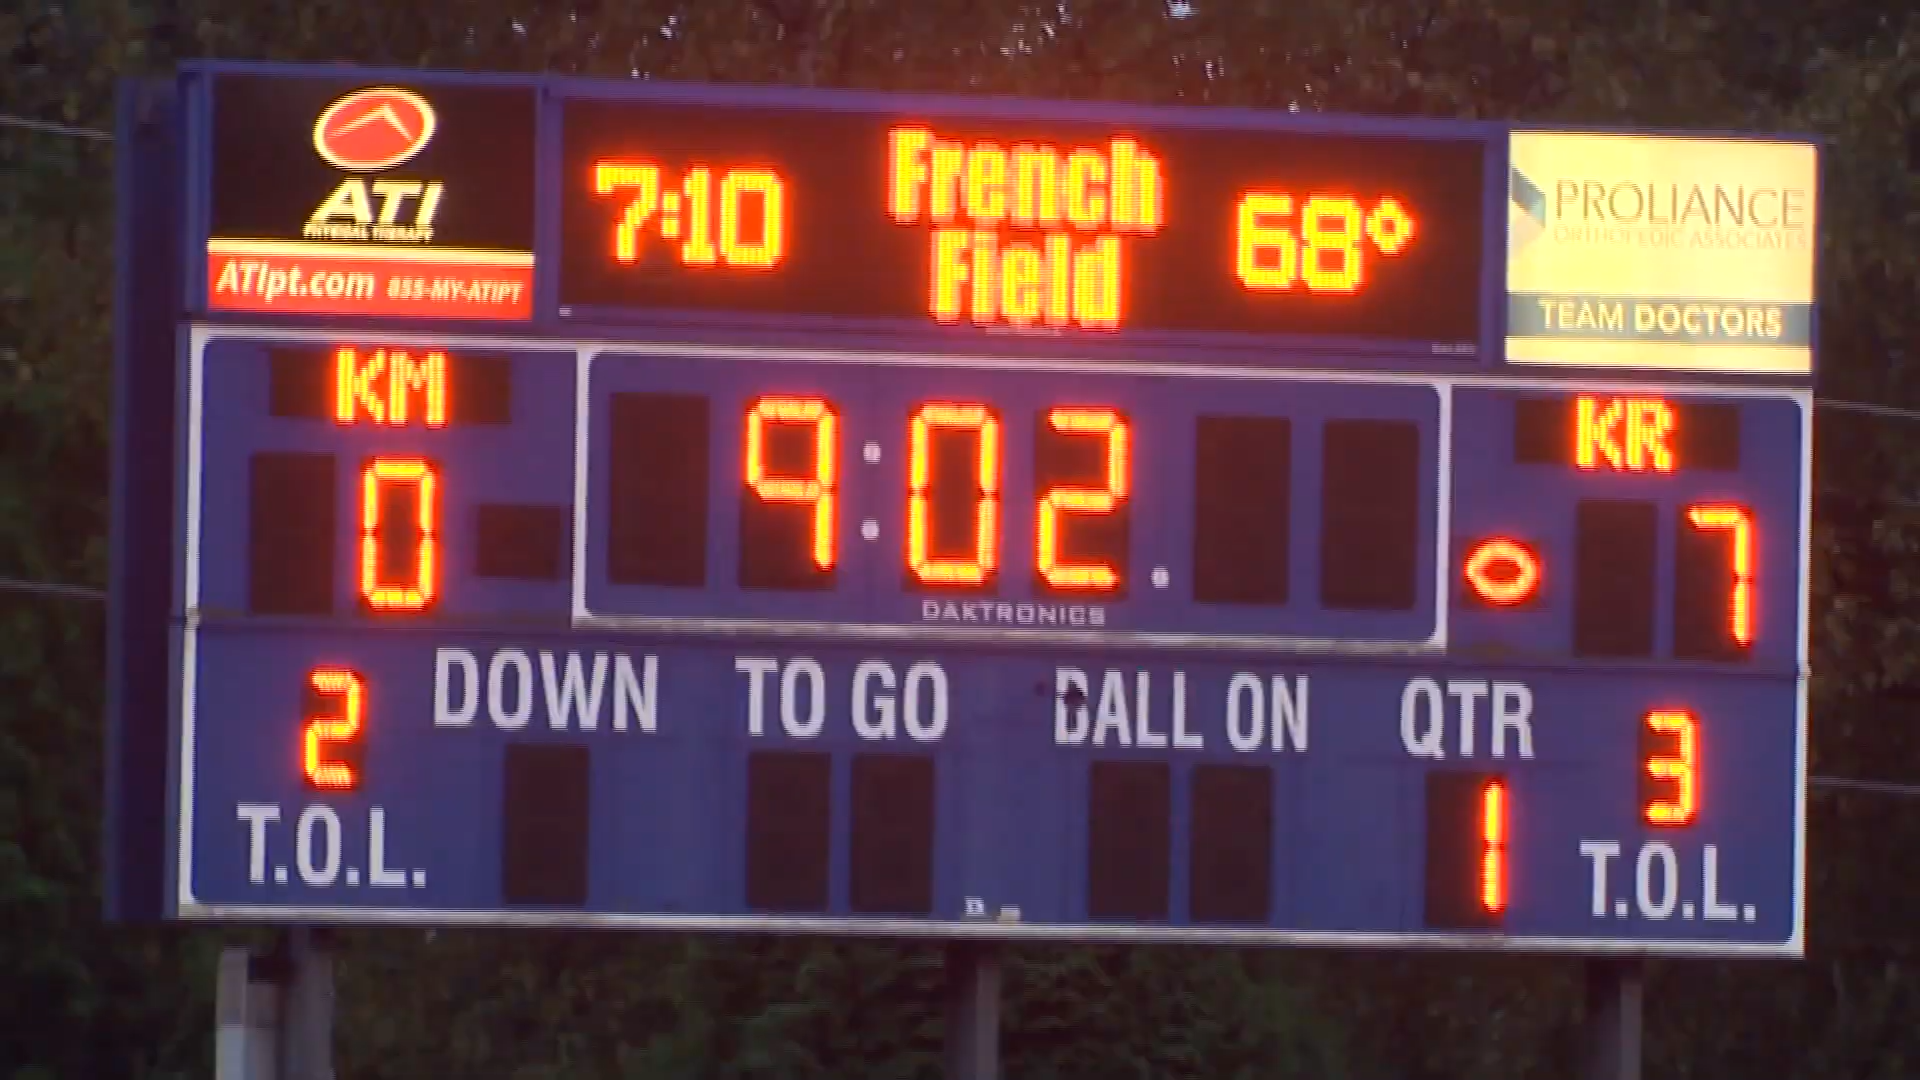 ATI
PHYSICAL THERAPY
ATIpt.com 855-MY-ATIPT
7:10
French
Field
68°
PROLIANCE
ORTHOPEDIC ASSOCIATES
TEAM DOCTORS
KM
0
9:02
DAKTRONICS
KR
7
2
T.O.L.
DOWN
TO GO
BALL ON
QTR
1
3
T.O.L.